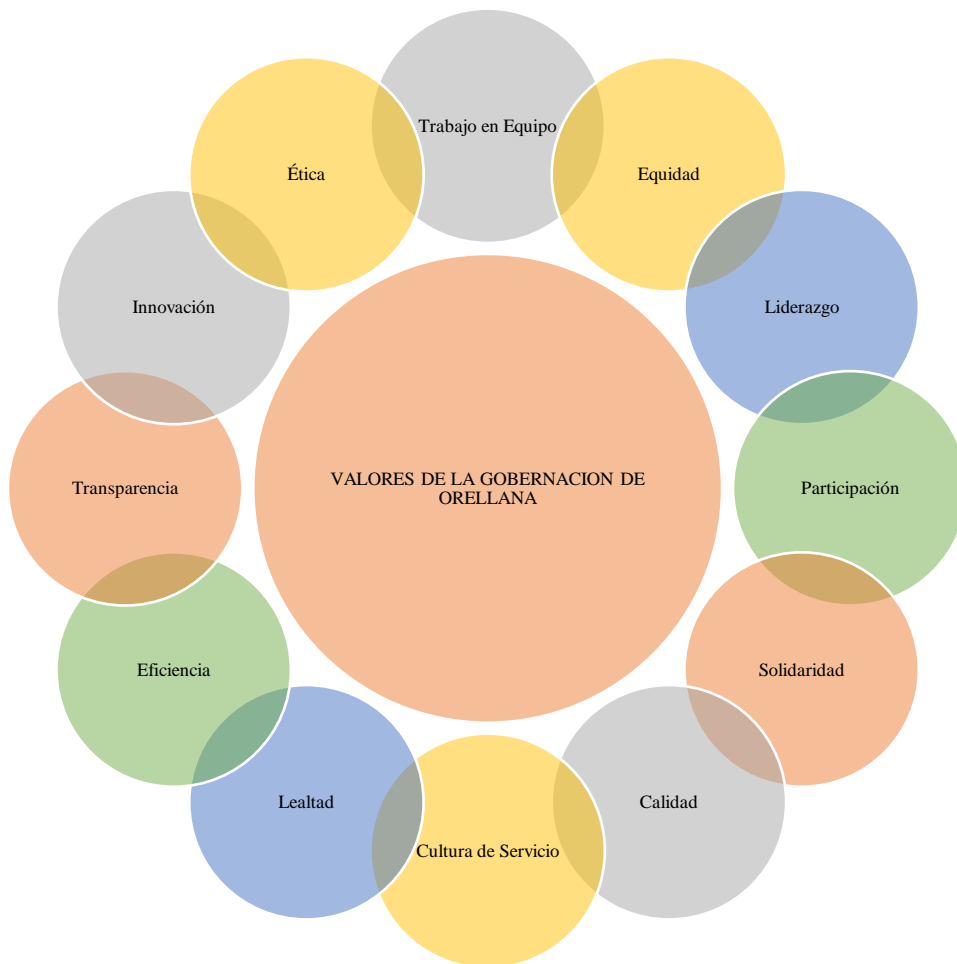 Trabajo en Equipo
Equidad
Liderazgo
Participación
Solidaridad
Calidad
Cultura de Servicio
Lealtad
Eficiencia
Transparencia
Innovación
Ética
VALORES DE LA GOBERNACION DE
ORELLANA